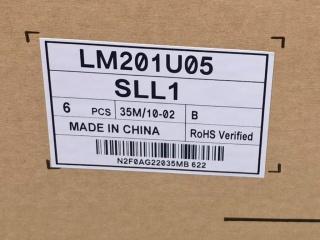 LM201U05
SLL1
6 PCS 35M/10-02 B
MADE IN CHINA RoHS Verified
N2F0AG22035MB 622